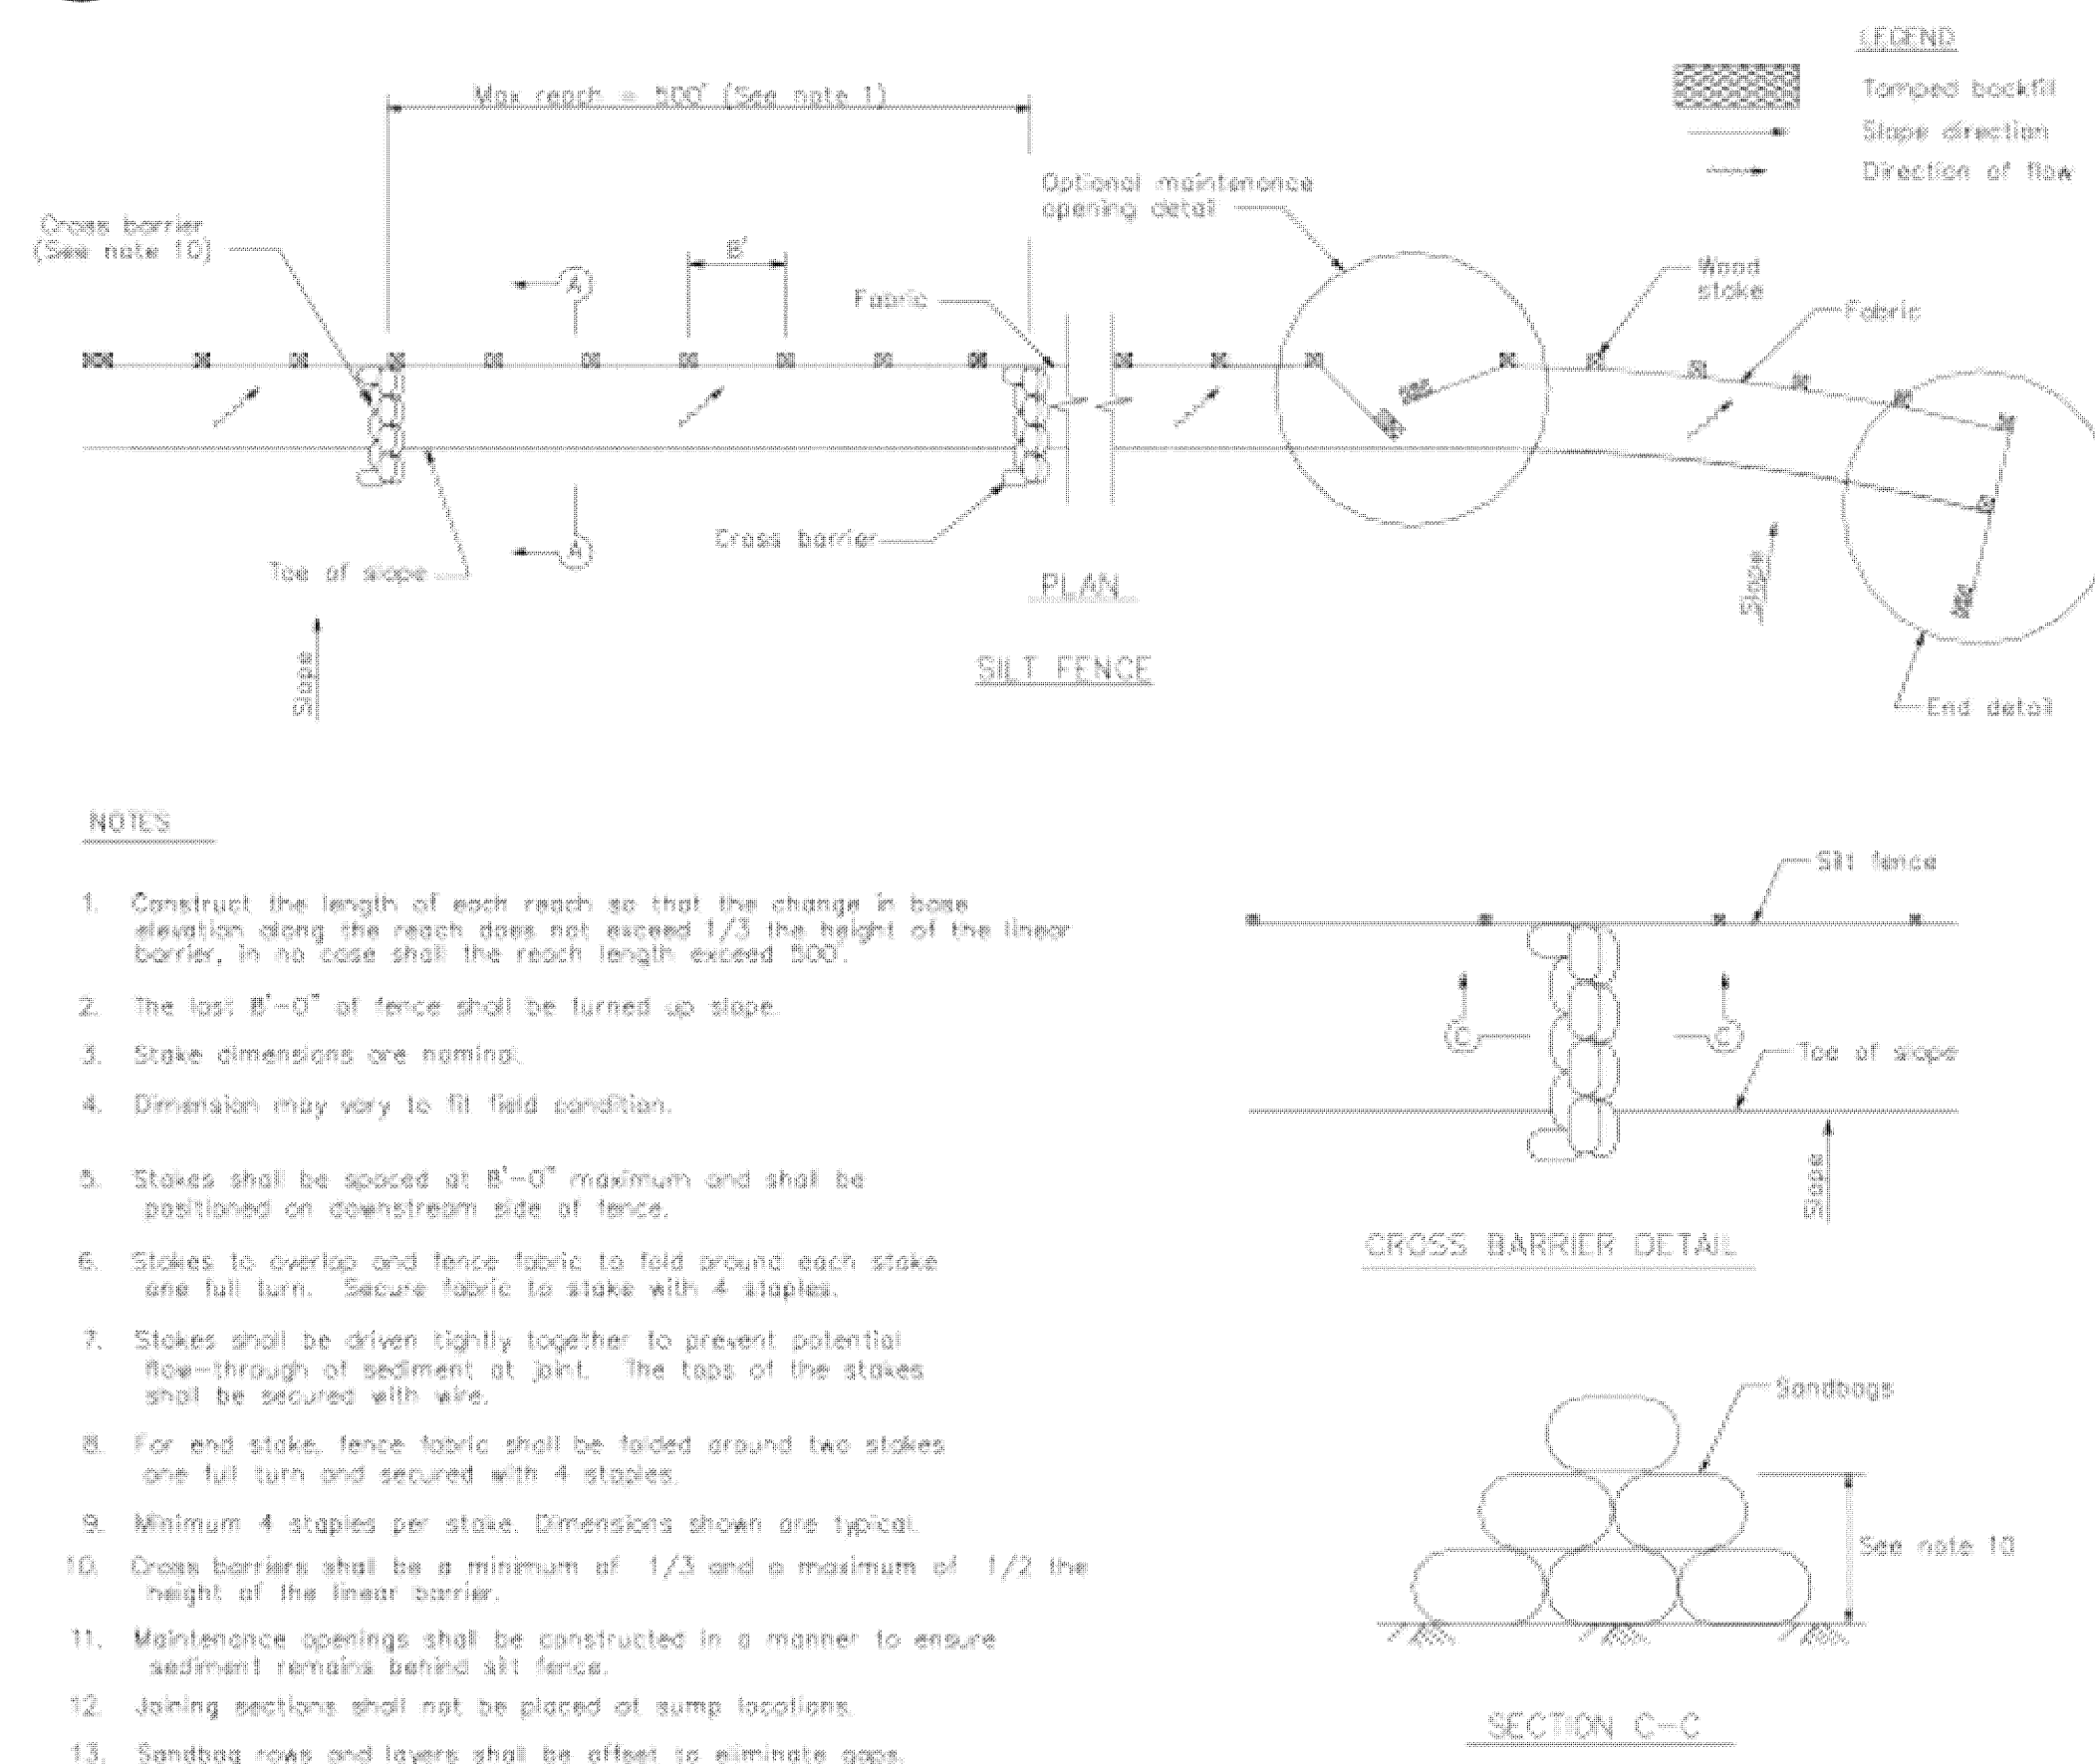 LEGEND
Tamped backfill
Slope direction
Direction of flow
Max reach = 500' (See note 1)
Optional maintenance
opening detail
Cross barrier
(See note 10)
8'
A
Fabric
Wood
stake
Fabric
Cross barrier
A
Toe of slope
PLAN
Slope
Slope
SILT FENCE
End detail
NOTES
1. Construct the length of each reach so that the change in base
elevation along the reach does not exceed 1/3 the height of the linear
barrier, in no case shall the reach length exceed 500'.
2. The last 8'-0" of fence shall be turned up slope.
3. Stake dimensions are nominal.
4. Dimension may vary to fit field condition.
5. Stakes shall be spaced at 8'-0" maximum and shall be
positioned on downstream side of fence.
6. Stakes to overlap and fence fabric to fold around each stake
one full turn. Secure fabric to stake with 4 staples.
7. Stakes shall be driven tightly together to prevent potential
flow-through of sediment at joint. The tops of the stakes
shall be secured with wire.
8. For end stake, fence fabric shall be folded around two stakes
one full turn and secured with 4 staples.
9. Minimum 4 staples per stake. Dimensions shown are typical.
10. Cross barriers shall be a minimum of 1/3 and a maximum of 1/2 the
height of the linear barrier.
11. Maintenance openings shall be constructed in a manner to ensure
sediment remains behind silt fence.
12. Joining sections shall not be placed at sump locations.
13. Sandbag rows and layers shall be offset to eliminate gaps.
Silt fence
C
C
Toe of slope
Slope
CROSS BARRIER DETAIL
Sandbags
See note 10
SECTION C-C